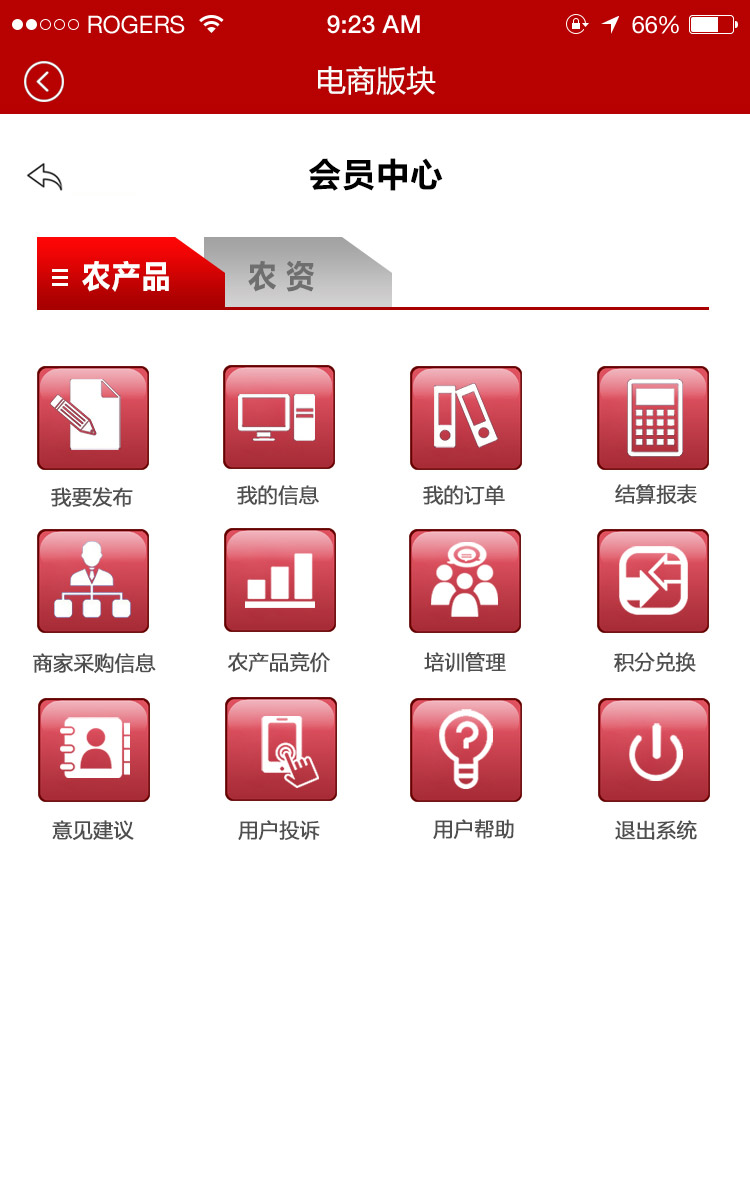 ROGERS 9:23 AM 66%
电商版块
会员中心
农产品 农 资
我要发布 我的信息 我的订单 结算报表
商家采购信息 农产品竞价 培训管理 积分兑换
意见建议 用户投诉 用户帮助 退出系统